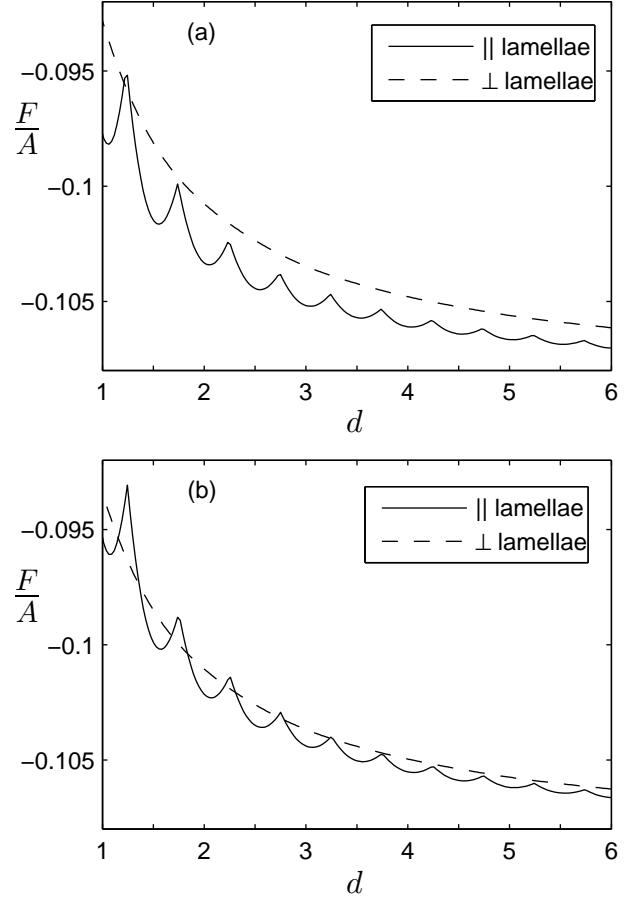 (a)
|| lamellae
⊥ lamellae
−0.095
−0.1
−0.105
F
A
1 2 3 4 5 6
d
(b)
|| lamellae
⊥ lamellae
−0.095
−0.1
−0.105
F
A
1 2 3 4 5 6
d